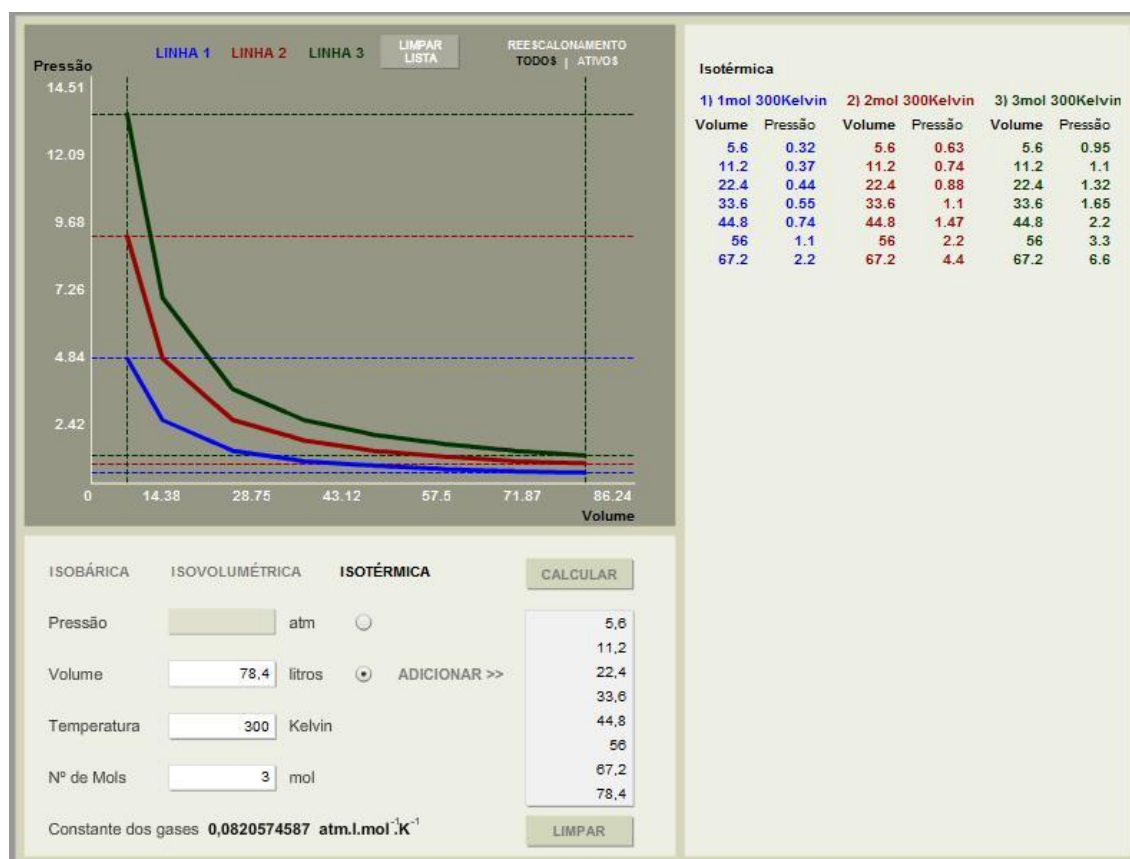 LINHA 1 LINHA 2 LINHA 3 LIMPAR LISTA REESCALONAMENTO
TODOS | ATIVOS
Pressão
14.51
12.09
9.68
7.26
4.84
2.42
0 14.38 28.75 43.12 57.5 71.87 86.24
Volume
ISOBÁRICA ISOVOLUMÉTRICA ISOTÉRMICA CALCULAR
Pressão atm
Volume 78,4 litros ADICIONAR >>
Temperatura 300 Kelvin
Nº de Mols 3 mol
Constante dos gases 0,0820574587 atm.l.mol⁻¹.K⁻¹
5,6
11,2
22,4
33,6
44,8
56
67,2
78,4
LIMPAR
Isotérmica
1) 1mol 300Kelvin 2) 2mol 300Kelvin 3) 3mol 300Kelvin
Volume Pressão Volume Pressão Volume Pressão
5.6 0.32 5.6 0.63 5.6 0.95
11.2 0.37 11.2 0.74 11.2 1.1
22.4 0.44 22.4 0.88 22.4 1.32
33.6 0.55 33.6 1.1 33.6 1.65
44.8 0.74 44.8 1.47 44.8 2.2
56 1.1 56 2.2 56 3.3
67.2 2.2 67.2 4.4 67.2 6.6